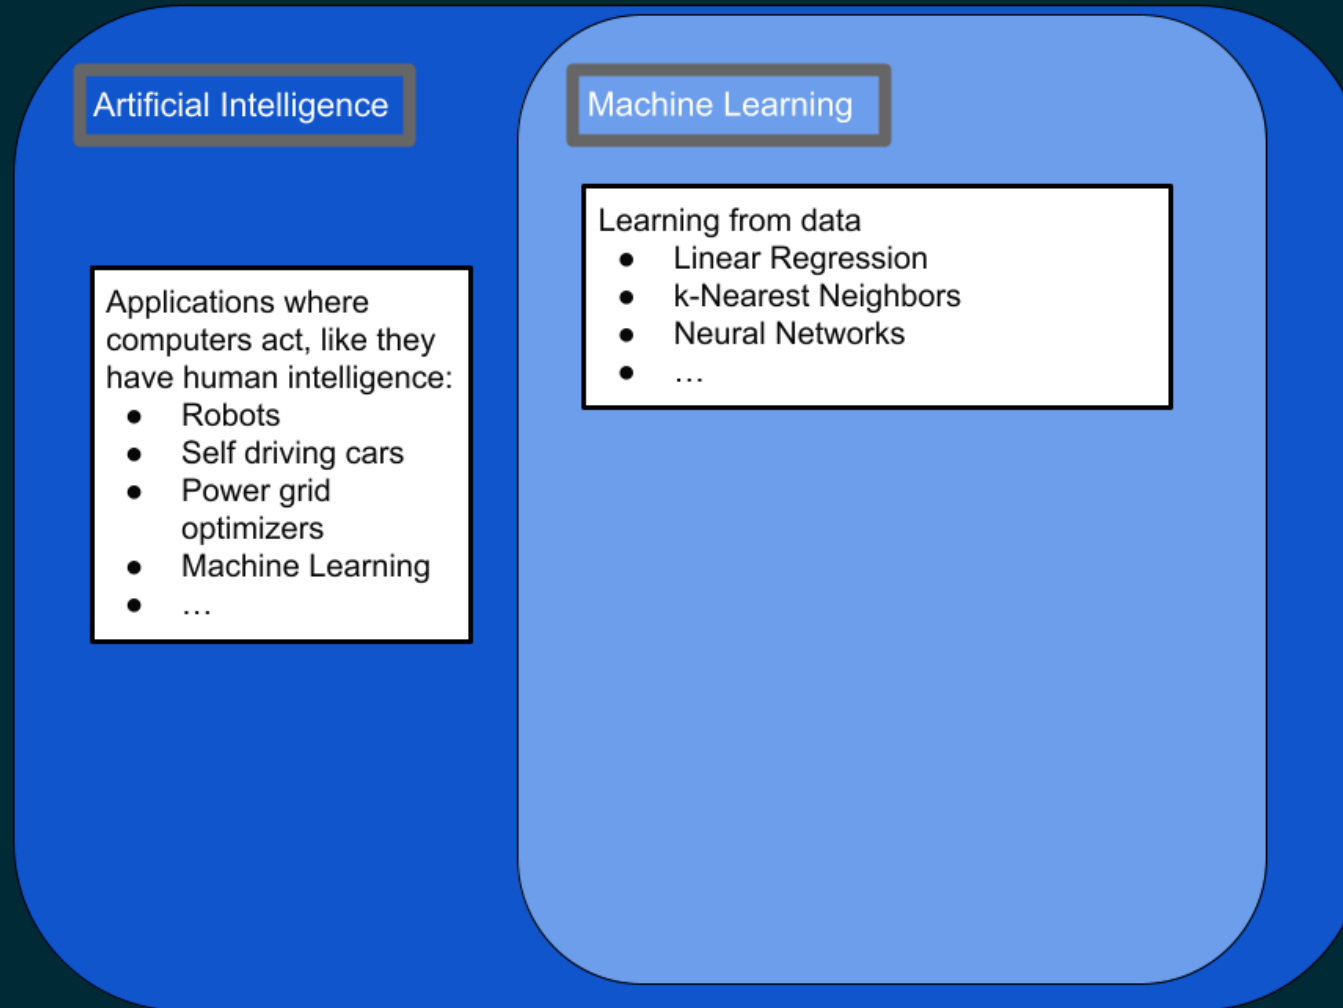 Artificial Intelligence
Machine Learning
Applications where
computers act, like they
have human intelligence:
● Robots
● Self driving cars
● Power grid
optimizers
● Machine Learning
● …
Learning from data
● Linear Regression
● k-Nearest Neighbors
● Neural Networks
● …